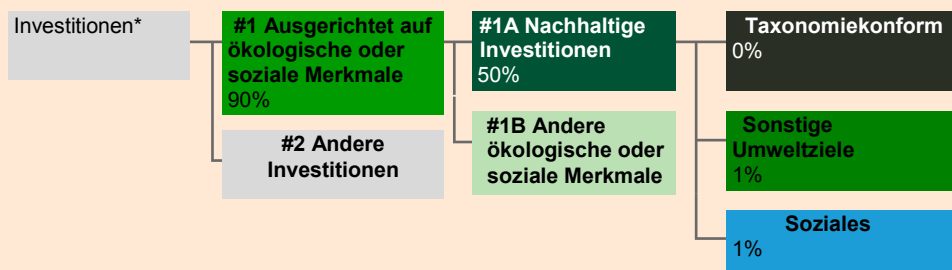 Investitionen*
#1 Ausgerichtet auf
ökologische oder
soziale Merkmale
90%
#2 Andere
Investitionen
#1A Nachhaltige
Investitionen
50%
#1B Andere
ökologische oder
soziale Merkmale
Taxonomiekonform
0%
Sonstige
Umweltziele
1%
Soziales
1%